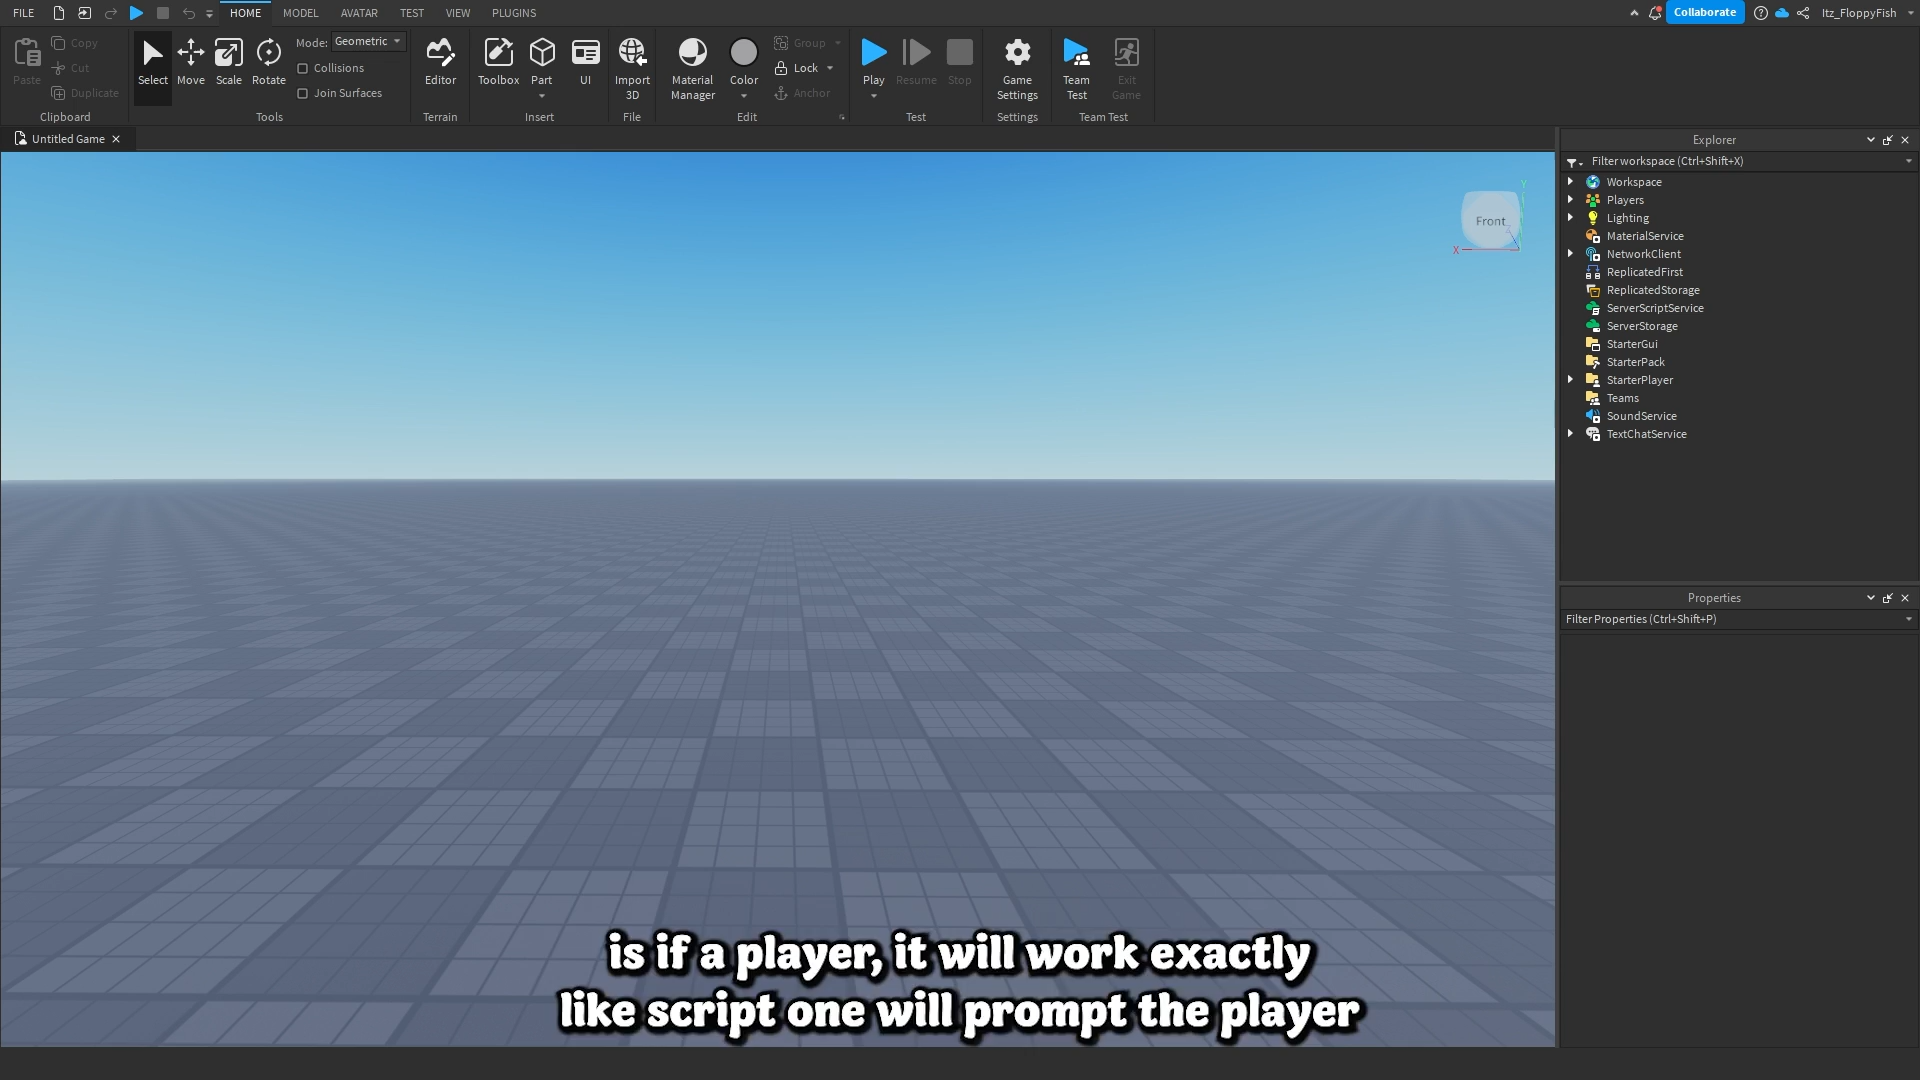 FILE HOME MODEL AVATAR TEST VIEW PLUGINS Collaborate Itz_FloppyFish
Paste
Copy
Cut
Duplicate
Clipboard
Select Move Scale Rotate
Mode: Geometric
Collisions
Join Surfaces
Tools
Editor
Terrain
Toolbox Part UI
Insert
Import
3D
File
Material
Manager
Color
Group
Lock
Anchor
Edit
Play Resume Stop
Test
Game
Settings
Settings
Team
Test
Exit
Game
Team Test
Untitled Game
Front
X
Y
Z
Explorer
Filter workspace (Ctrl+Shift+X)
Workspace
Players
Lighting
MaterialService
NetworkClient
ReplicatedFirst
ReplicatedStorage
ServerScriptService
ServerStorage
StarterGui
StarterPack
StarterPlayer
Teams
SoundService
TextChatService
Properties
Filter Properties (Ctrl+Shift+P)
is if a player, it will work exactly
like script one will prompt the player